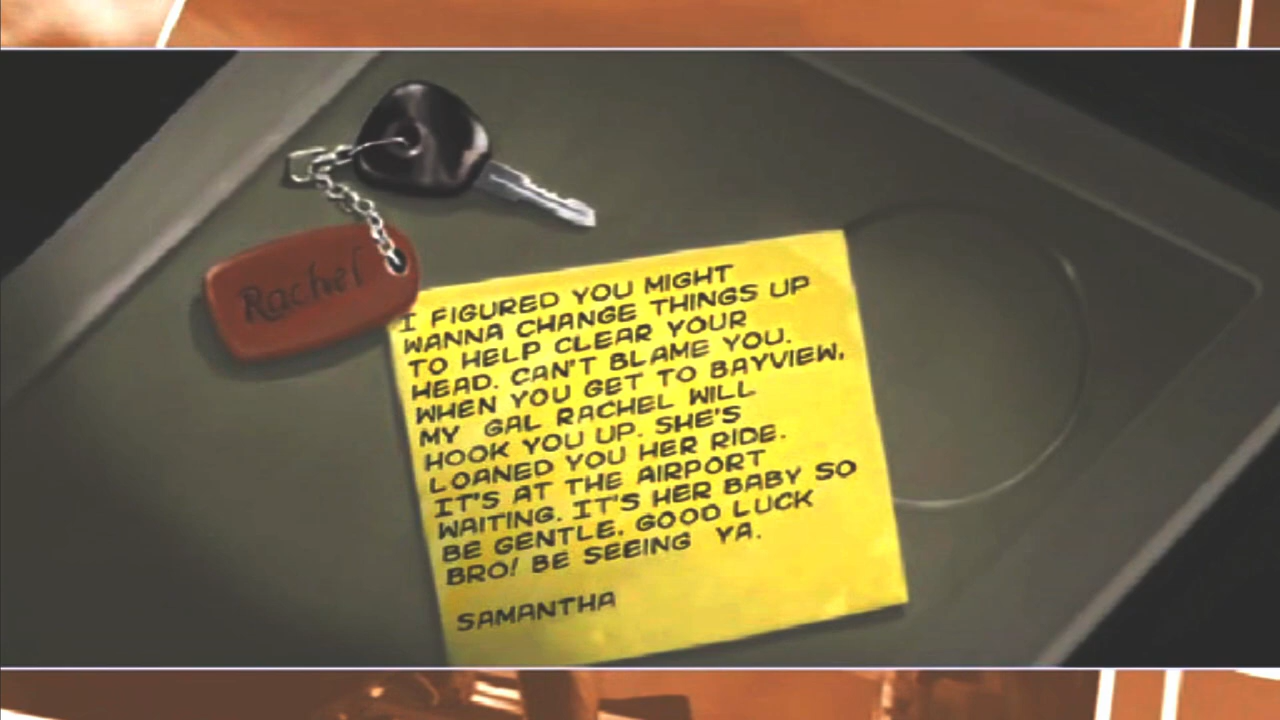 Rachel
I FIGURED YOU MIGHT
WANNA CHANGE THINGS UP
TO HELP CLEAR YOUR
HEAD. CAN'T BLAME YOU.
WHEN YOU GET TO BAYVIEW,
MY GAL RACHEL WILL
HOOK YOU UP. SHE'S
LOANED YOU HER RIDE.
IT'S AT THE AIRPORT
WAITING. IT'S HER BABY SO
BE GENTLE. GOOD LUCK
BRO! BE SEEING YA.
SAMANTHA